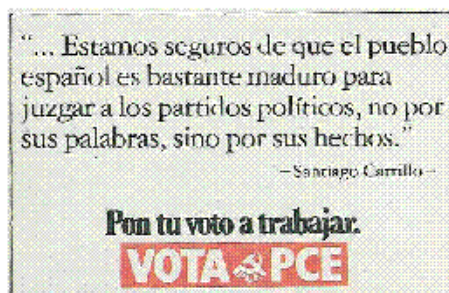 “... Estamos seguros de que el pueblo
español es bastante maduro para
juzgar a los partidos políticos, no por
sus palabras, sino por sus hechos.”
–Santiago Carrillo–
Pon tu voto a trabajar.
VOTA PCE